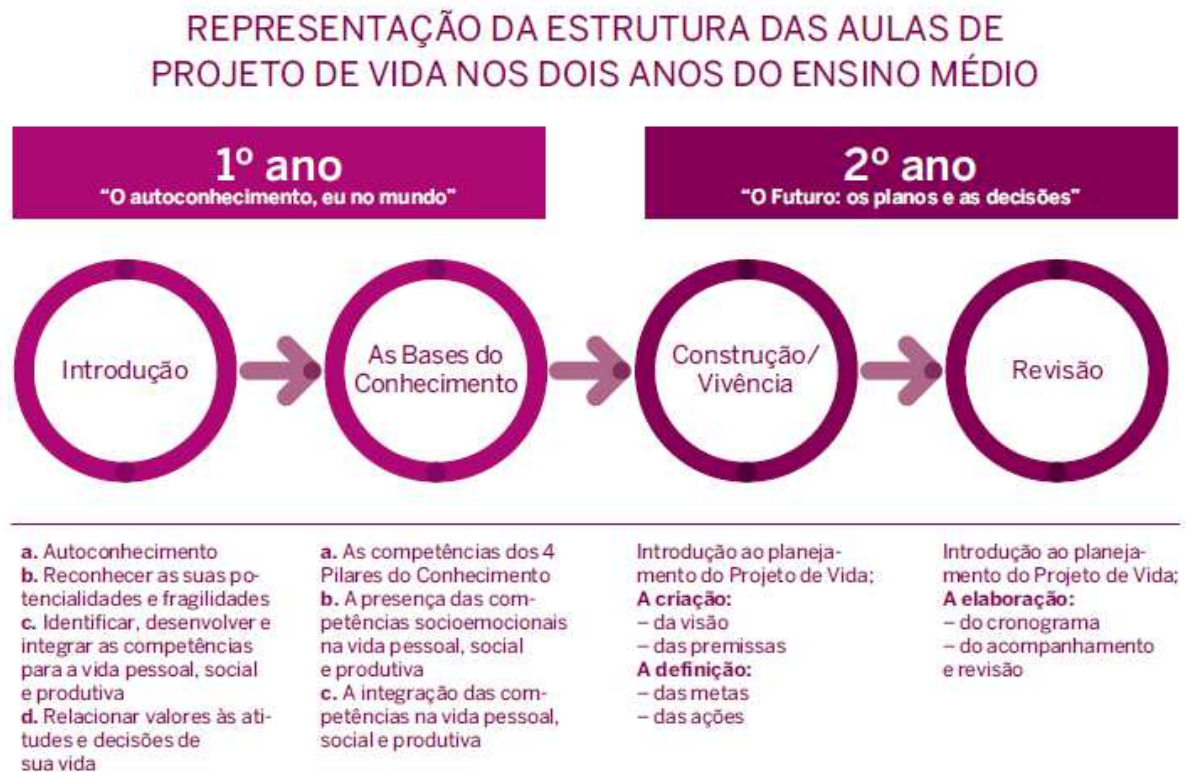 REPRESENTAÇÃO DA ESTRUTURA DAS AULAS DE
PROJETO DE VIDA NOS DOIS ANOS DO ENSINO MÉDIO
1º ano
“O autoconhecimento, eu no mundo”
2º ano
“O Futuro: os planos e as decisões”
Introdução
As Bases do
Conhecimento
Construção/
Vivência
Revisão
a. Autoconhecimento
b. Reconhecer as suas po-
tencialidades e fragilidades
c. Identificar, desenvolver e
integrar as competências
para a vida pessoal, social
e produtiva
d. Relacionar valores às ati-
tudes e decisões de
sua vida
a. As competências dos 4
Pilares do Conhecimento
b. A presença das com-
petências socioemocionais
na vida pessoal, social
e produtiva
c. A integração das com-
petências na vida pessoal,
social e produtiva
Introdução ao planeja-
mento do Projeto de Vida;
A criação:
– da visão
– das premissas
A definição:
– das metas
– das ações
Introdução ao planeja-
mento do Projeto de Vida;
A elaboração:
– do cronograma
– do acompanhamento
e revisão